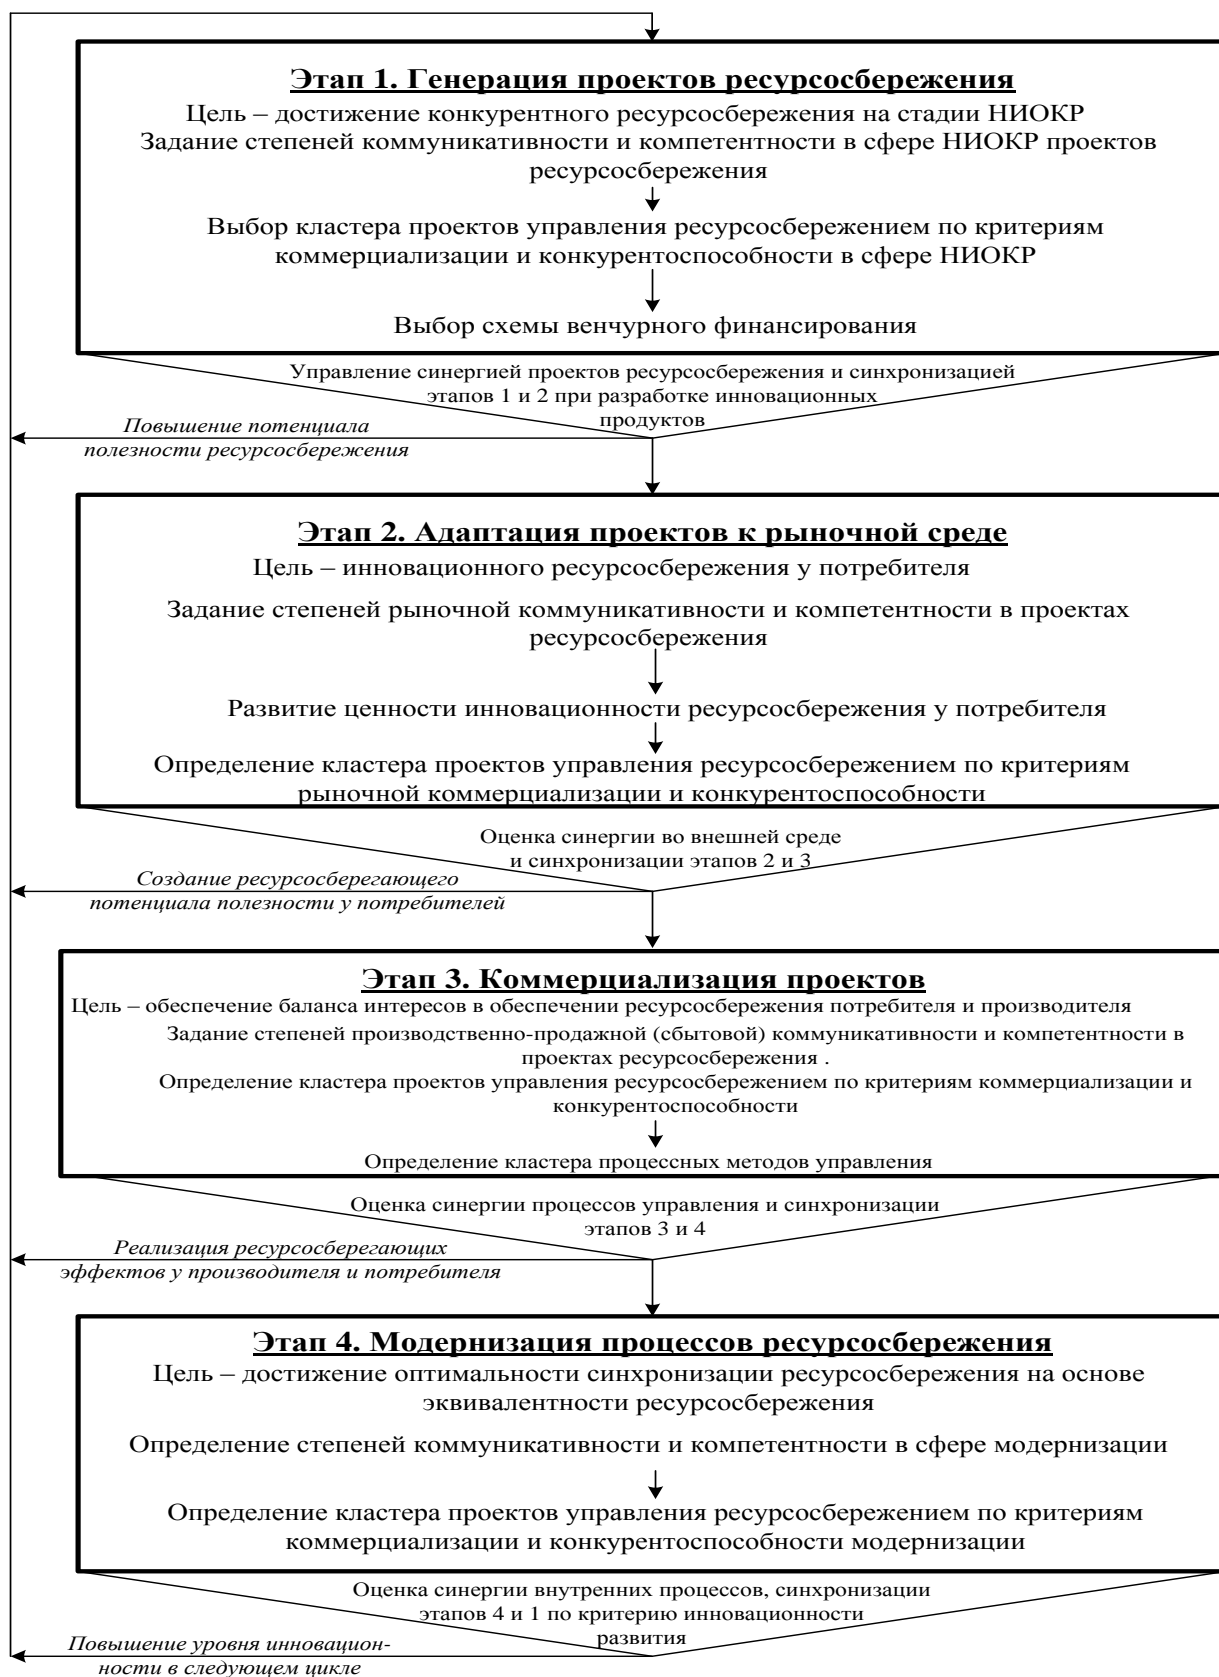 Этап 1. Генерация проектов ресурсосбережения
Цель – достижение конкурентного ресурсосбережения на стадии НИОКР
Задание степеней коммуникативности и компетентности в сфере НИОКР проектов
ресурсосбережения
Выбор кластера проектов управления ресурсосбережением по критериям
коммерциализации и конкурентоспособности в сфере НИОКР
Выбор схемы венчурного финансирования
Управление синергией проектов ресурсосбережения и синхронизацией
этапов 1 и 2 при разработке инновационных
продуктов
Повышение потенциала
полезности ресурсосбережения
Этап 2. Адаптация проектов к рыночной среде
Цель – инновационного ресурсосбережения у потребителя
Задание степеней рыночной коммуникативности и компетентности в проектах
ресурсосбережения
Развитие ценности инновационности ресурсосбережения у потребителя
Определение кластера проектов управления ресурсосбережением по критериям
рыночной коммерциализации и конкурентоспособности
Оценка синергии во внешней среде
и синхронизации этапов 2 и 3
Создание ресурсосберегающего
потенциала полезности у потребителей
Этап 3. Коммерциализация проектов
Цель – обеспечение баланса интересов в обеспечении ресурсосбережения потребителя и производителя
Задание степеней производственно-продажной (сбытовой) коммуникативности и компетентности в
проектах ресурсосбережения .
Определение кластера проектов управления ресурсосбережением по критериям коммерциализации и
конкурентоспособности
Определение кластера процессных методов управления
Оценка синергии процессов управления и синхронизации
этапов 3 и 4
Реализация ресурсосберегающих
эффектов у производителя и потребителя
Этап 4. Модернизация процессов ресурсосбережения
Цель – достижение оптимальности синхронизации ресурсосбережения на основе
эквивалентности ресурсосбережения
Определение степеней коммуникативности и компетентности в сфере модернизации
Определение кластера проектов управления ресурсосбережением по критериям
коммерциализации и конкурентоспособности модернизации
Оценка синергии внутренних процессов, синхронизации
этапов 4 и 1 по критерию инновационности
развития
Повышение уровня инновацион-
ности в следующем цикле